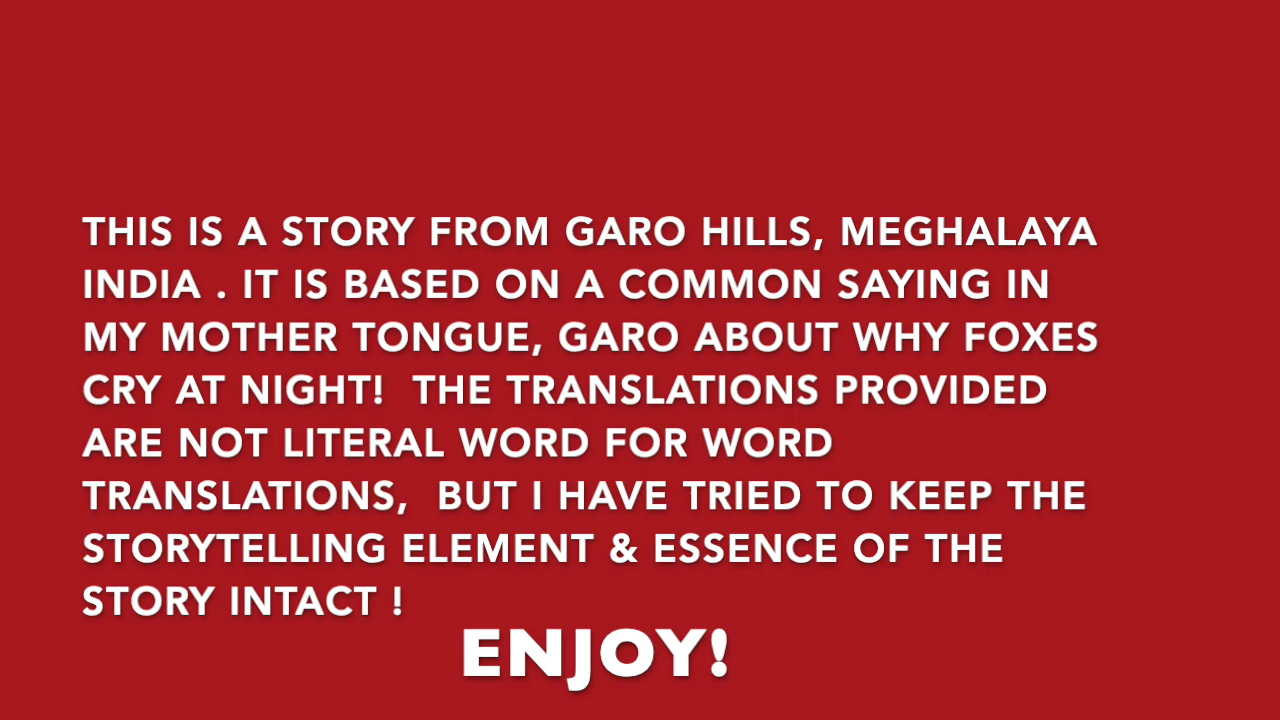 THIS IS A STORY FROM GARO HILLS, MEGHALAYA
INDIA . IT IS BASED ON A COMMON SAYING IN
MY MOTHER TONGUE, GARO ABOUT WHY FOXES
CRY AT NIGHT!  THE TRANSLATIONS PROVIDED
ARE NOT LITERAL WORD FOR WORD
TRANSLATIONS,  BUT I HAVE TRIED TO KEEP THE
STORYTELLING ELEMENT & ESSENCE OF THE
STORY INTACT !
ENJOY!